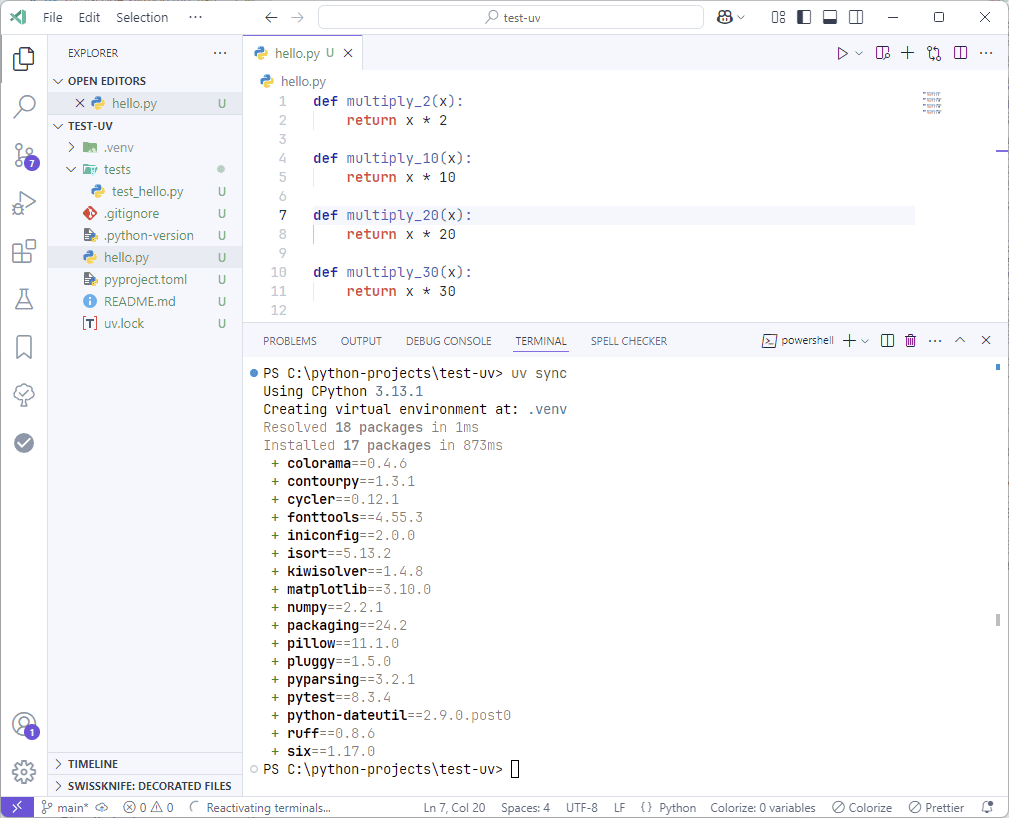 File Edit Selection ··· test-uv
EXPLORER ···
OPEN EDITORS
hello.py U
TEST-UV
.venv
tests
test_hello.py U
.gitignore U
.python-version U
hello.py U
pyproject.toml U
README.md U
uv.lock U
TIMELINE
SWISSKNIFE: DECORATED FILES
7
1
hello.py U
hello.py
1 def multiply_2(x):
2 return x * 2
3
4 def multiply_10(x):
5 return x * 10
6
7 def multiply_20(x):
8 return x * 20
9
10 def multiply_30(x):
11 return x * 30
12
PROBLEMS OUTPUT DEBUG CONSOLE TERMINAL SPELL CHECKER powershell
PS C:\python-projects\test-uv> uv sync
Using CPython 3.13.1
Creating virtual environment at: .venv
Resolved 18 packages in 1ms
Installed 17 packages in 873ms
+ colorama==0.4.6
+ contourpy==1.3.1
+ cycler==0.12.1
+ fonttools==4.55.3
+ iniconfig==2.0.0
+ isort==5.13.2
+ kiwisolver==1.4.8
+ matplotlib==3.10.0
+ numpy==2.2.1
+ packaging==24.2
+ pillow==11.1.0
+ pluggy==1.5.0
+ pyparsing==3.2.1
+ pytest==8.3.4
+ python-dateutil==2.9.0.post0
+ ruff==0.8.6
+ six==1.17.0
PS C:\python-projects\test-uv>
main* 0 0 Reactivating terminals... Ln 7, Col 20 Spaces: 4 UTF-8 LF {} Python Colorize: 0 variables Colorize Prettier